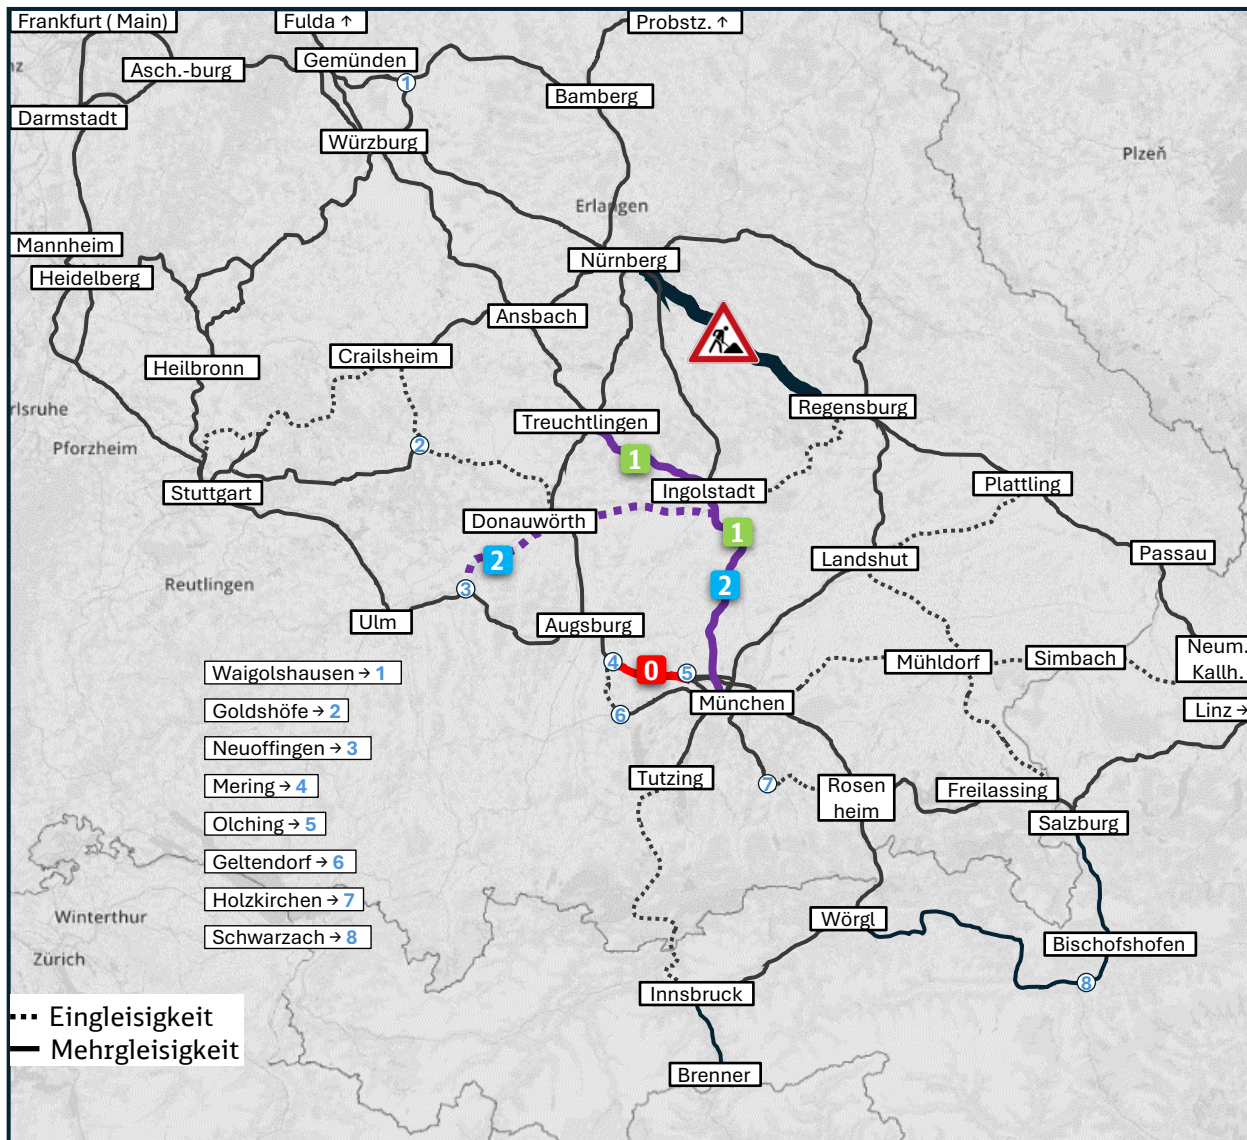 Frankfurt (Main)
Fulda ↑
Probstz. ↑
Asch.-burg
Gemünden
1
Bamberg
Darmstadt
Würzburg
Plzeň
Erlangen
Mannheim
Heidelberg
Nürnberg
Ansbach
Crailsheim
Heilbronn
Regensburg
rlsruhe
Treuchtlingen
Pforzheim
2
1
Stuttgart
Ingolstadt
Plattling
Donauwörth
1
Passau
Landshut
2
2
Reutlingen
3
Ulm
Augsburg
Neum.
Kallh.
4
0
5
Mühldorf
Simbach
München
Linz →
6
Waigolshausen → 1
Goldshöfe → 2
Neuoffingen → 3
Mering → 4
Olching → 5
Geltendorf → 6
Holzkirchen → 7
Schwarzach → 8
Tutzing
7
Rosen
heim
Freilassing
Salzburg
Winterthur
Wörgl
Bischofshofen
Zürich
8
Innsbruck
Brenner
Eingleisigkeit
Mehrgleisigkeit